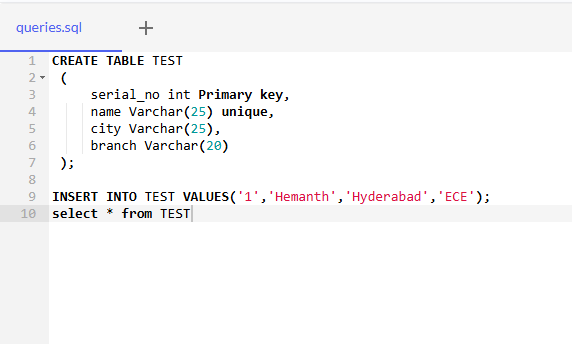 queries.sql +
1 CREATE TABLE TEST
2 (
3 serial_no int Primary key,
4 name Varchar(25) unique,
5 city Varchar(25),
6 branch Varchar(20)
7 );
8
9 INSERT INTO TEST VALUES('1','Hemanth','Hyderabad','ECE');
10 select * from TEST